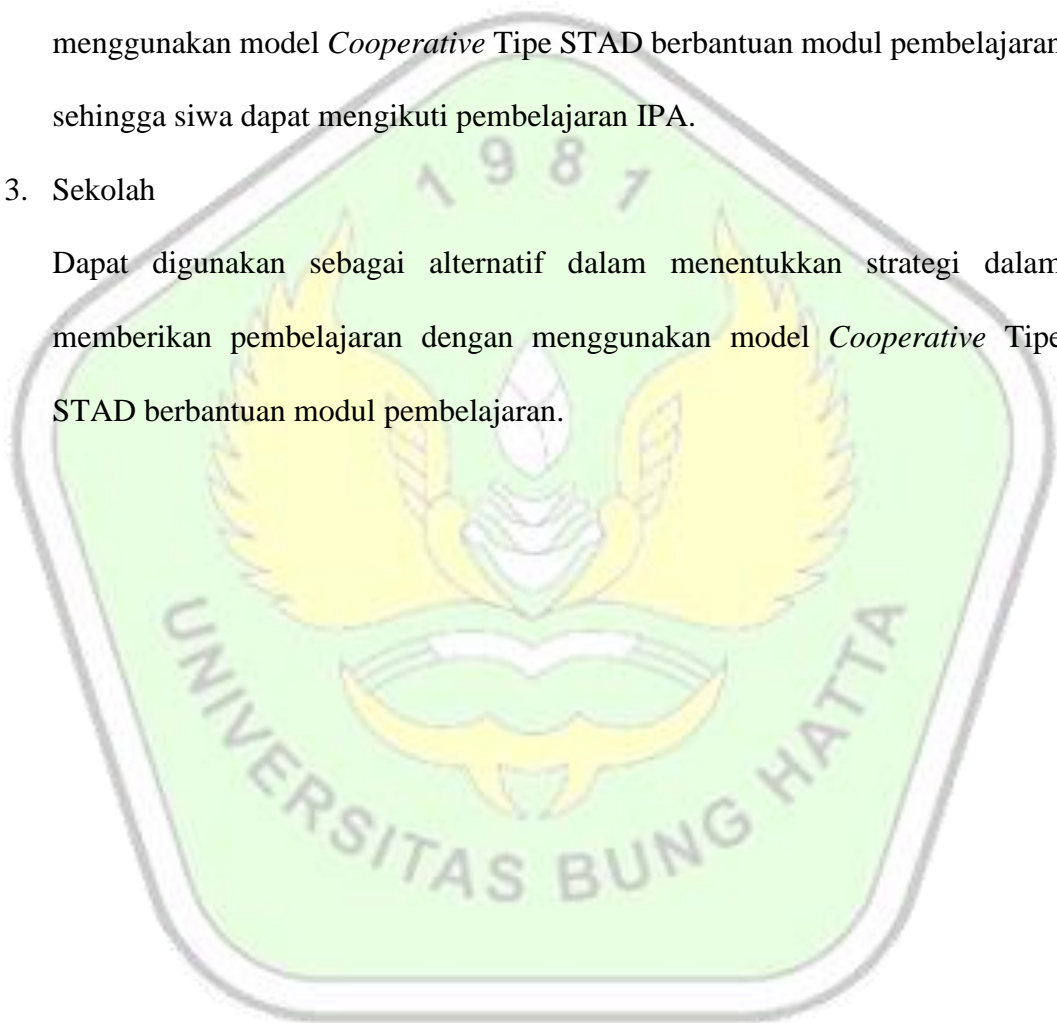 menggunakan model Cooperative Tipe STAD berbantuan modul pembelajaran
sehingga siwa dapat mengikuti pembelajaran IPA.
1981
3. Sekolah
Dapat digunakan sebagai alternatif dalam menentukkan strategi dalam
memberikan pembelajaran dengan menggunakan model Cooperative Tipe
STAD berbantuan modul pembelajaran.
UNIVERSITAS BUNG HATTA